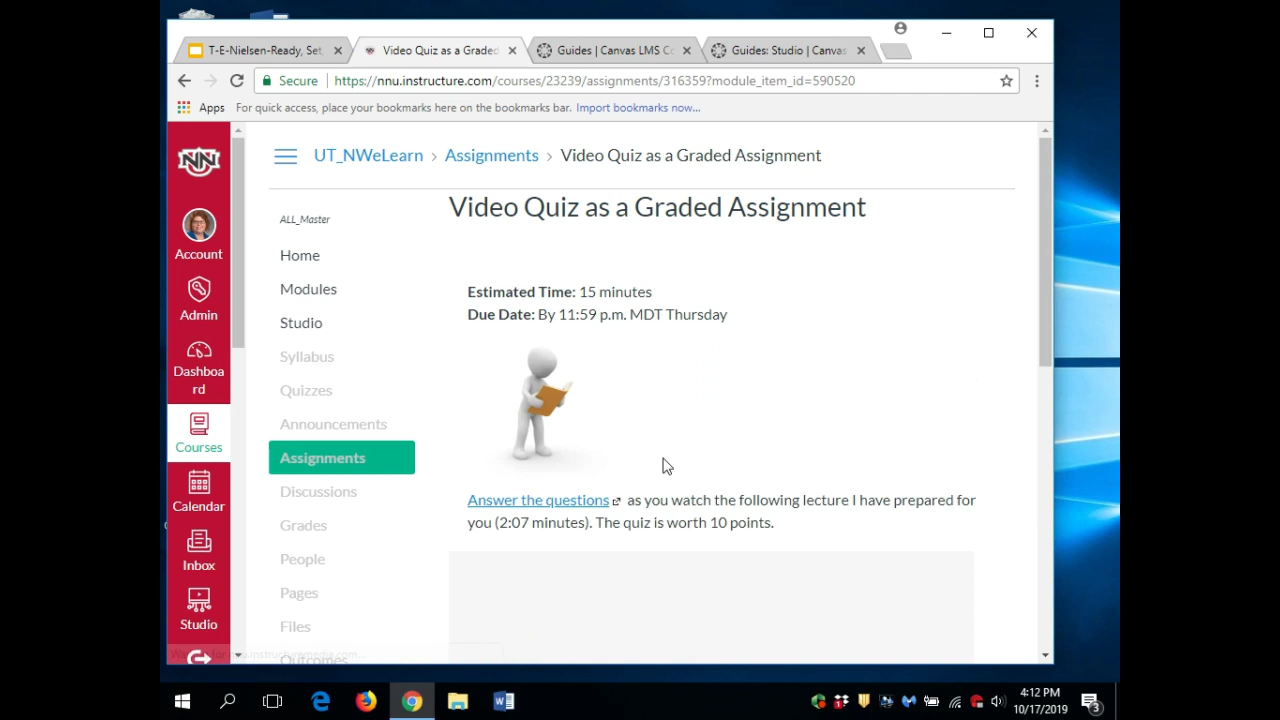 T-E-Nielsen-Ready, Set,
Video Quiz as a Graded
Guides | Canvas LMS Co
Guides: Studio | Canvas
Secure
https://nnu.instructure.com/courses/23239/assignments/316359?module_item_id=590520
Apps
For quick access, place your bookmarks here on the bookmarks bar. Import bookmarks now...
NN
Account
Admin
Dashboa
rd
Courses
Calendar
Inbox
Studio
UT_NWeLearn › Assignments › Video Quiz as a Graded Assignment
ALL_Master
Home
Modules
Studio
Syllabus
Quizzes
Announcements
Assignments
Discussions
Grades
People
Pages
Files
Outcomes
Video Quiz as a Graded Assignment
Estimated Time: 15 minutes
Due Date: By 11:59 p.m. MDT Thursday
Answer the questions as you watch the following lecture I have prepared for
you (2:07 minutes). The quiz is worth 10 points.
4:12 PM
10/17/2019
3